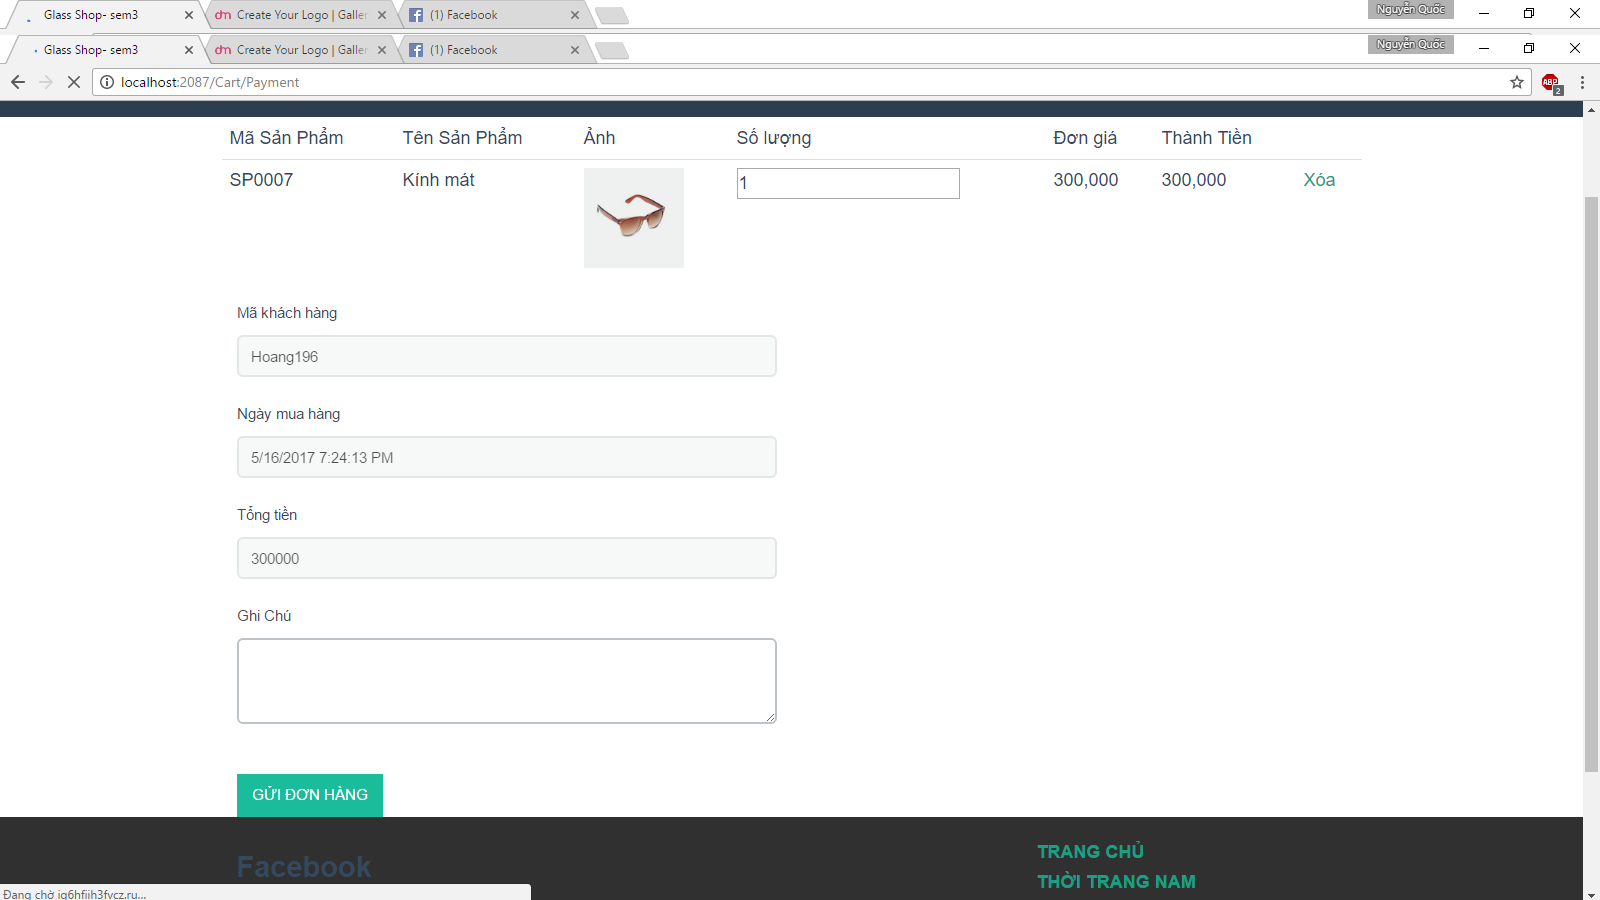 Glass Shop- sem3
Create Your Logo | Galler
(1) Facebook
Nguyễn Quốc
Glass Shop- sem3
Create Your Logo | Galler
(1) Facebook
Nguyễn Quốc
localhost:2087/Cart/Payment
ABP
2
Mã Sản Phẩm Tên Sản Phẩm Ảnh Số lượng Đơn giá Thành Tiền
SP0007 Kính mát 1 300,000 300,000 Xóa
Mã khách hàng
Hoang196
Ngày mua hàng
5/16/2017 7:24:13 PM
Tổng tiền
300000
Ghi Chú
GỬI ĐƠN HÀNG
Facebook
TRANG CHỦ
THỜI TRANG NAM
Đang chờ ig6hfiih3fvcz.ru...